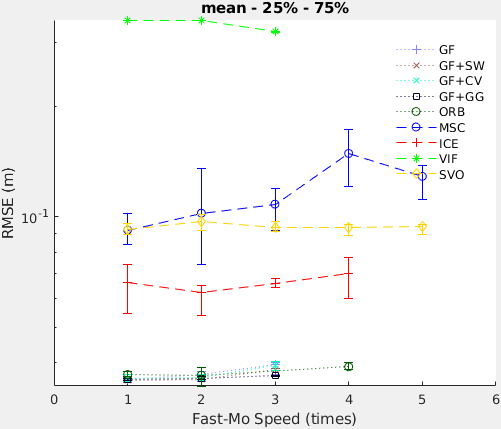 mean - 25% - 75%
GF
GF+SW
GF+CV
GF+GG
ORB
MSC
ICE
VIF
SVO
RMSE (m)
10-1
0 1 2 3 4 5 6
Fast-Mo Speed (times)